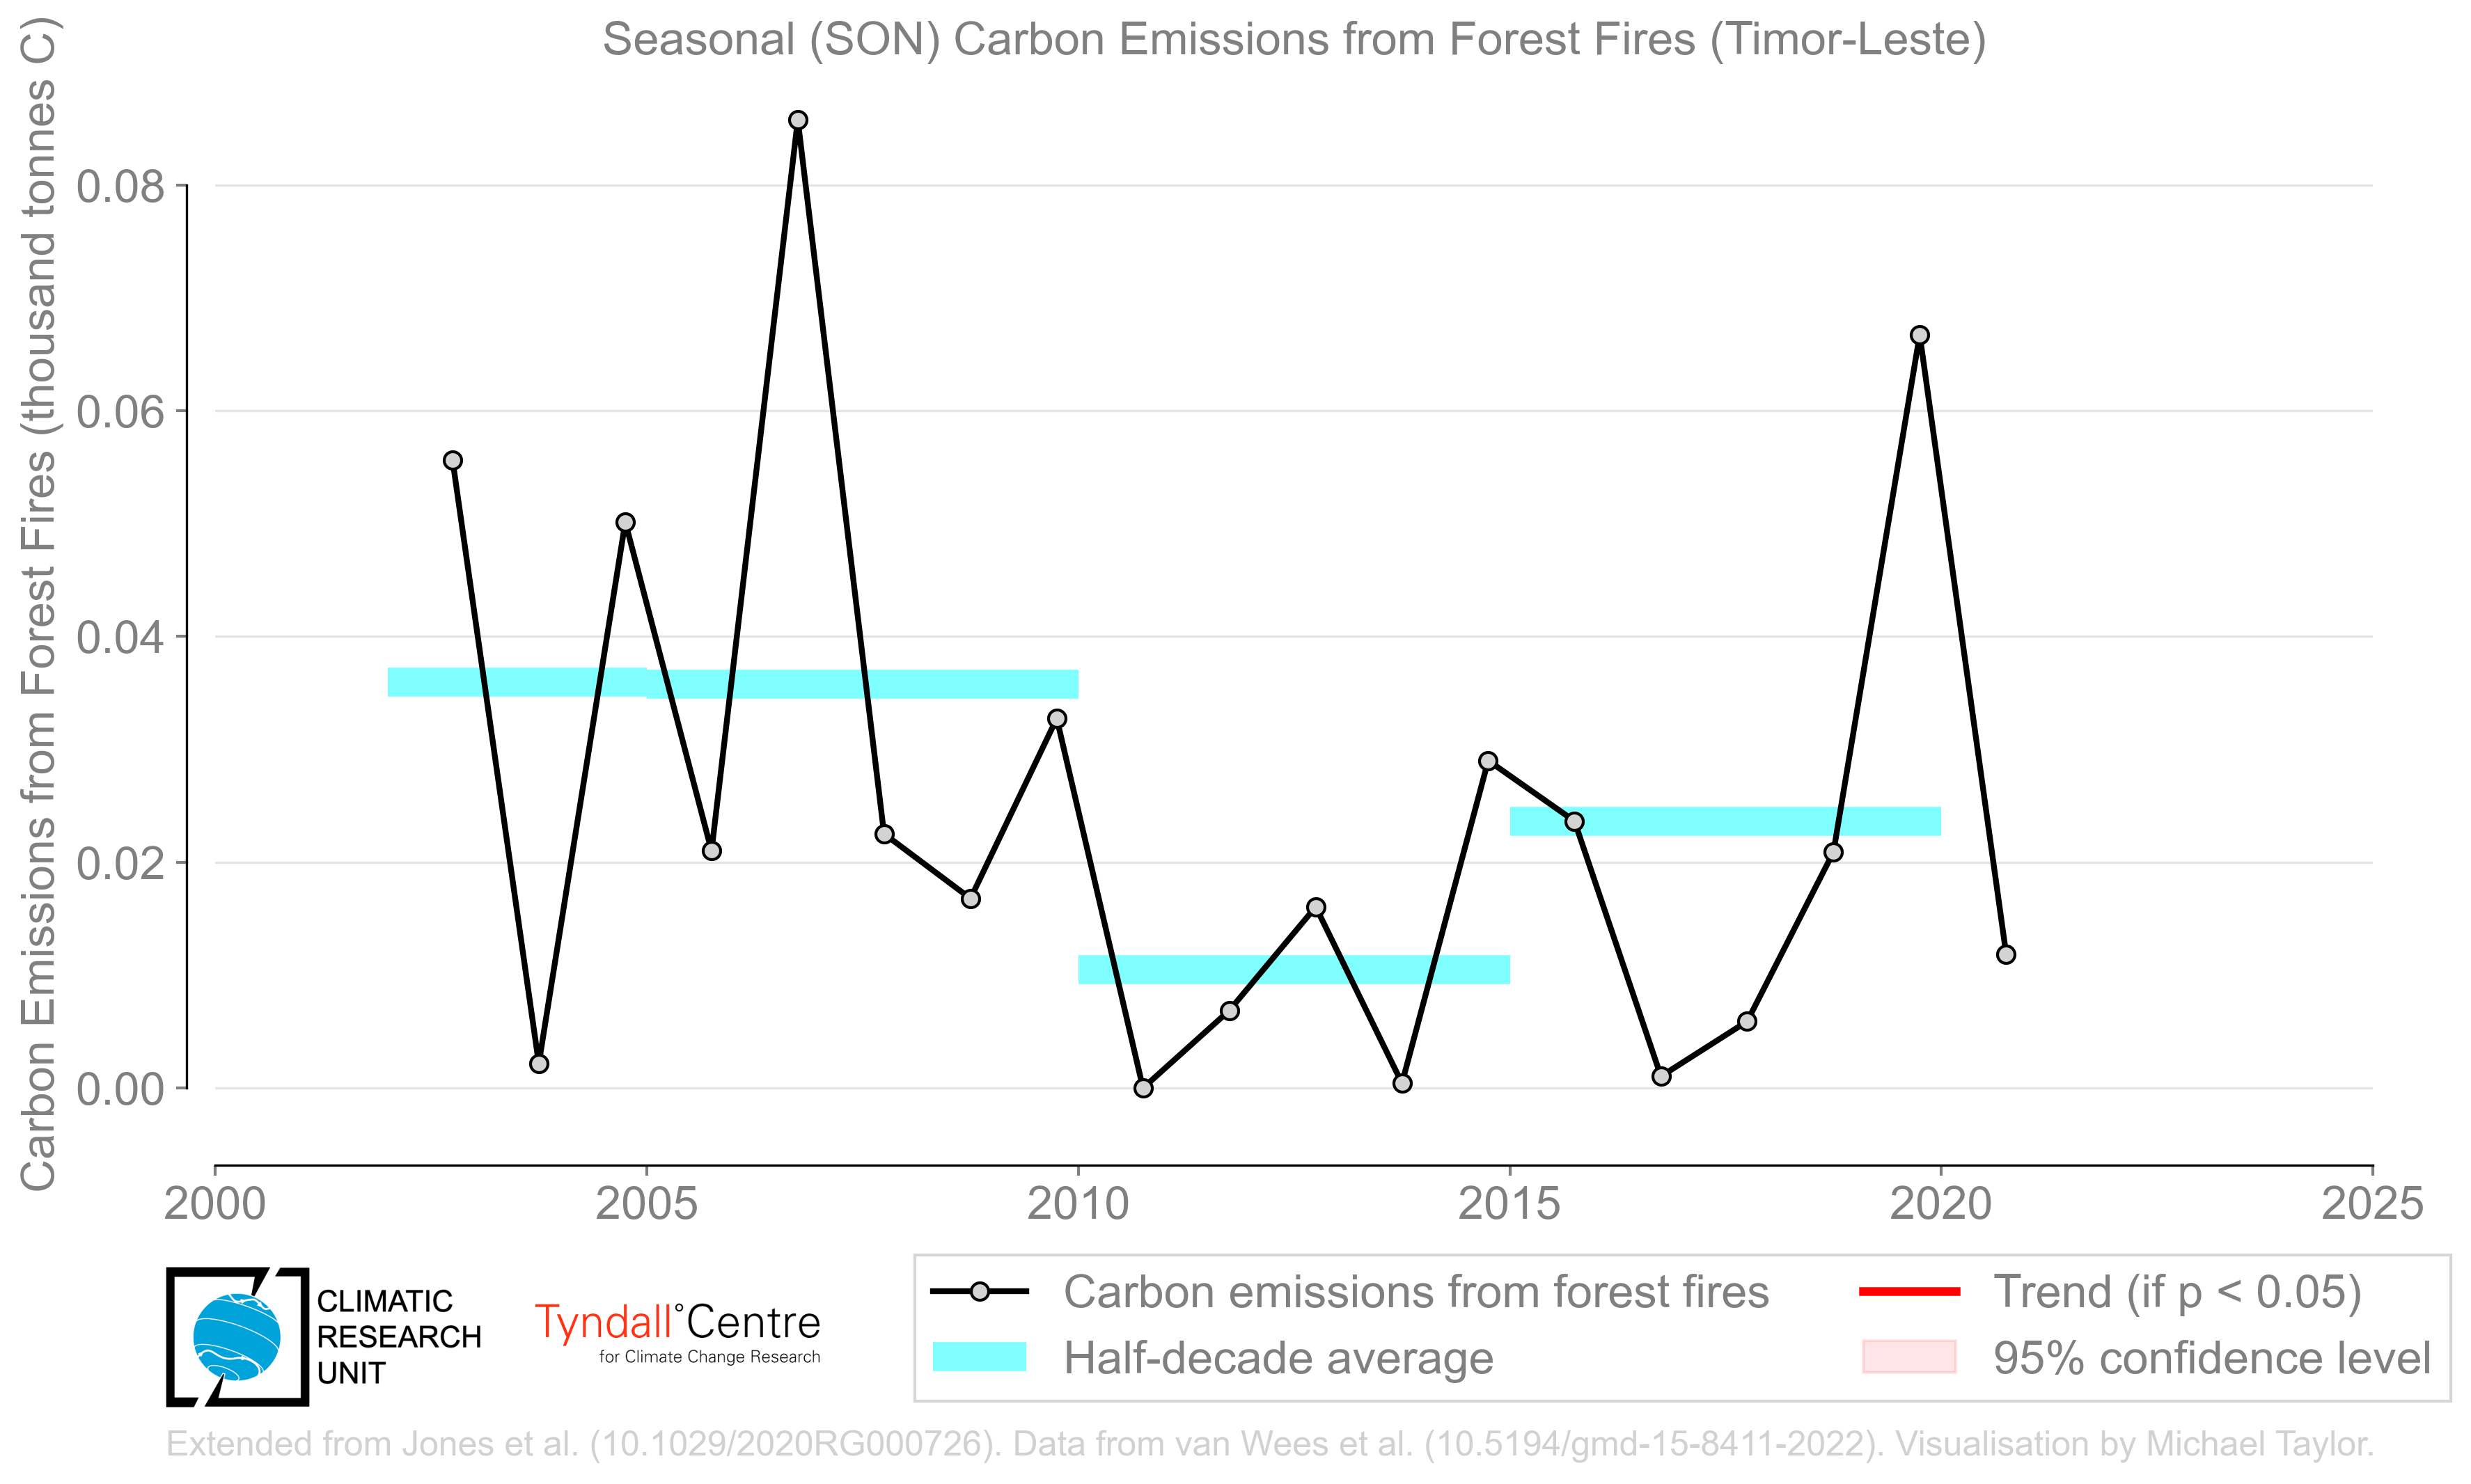 Seasonal (SON) Carbon Emissions from Forest Fires (Timor-Leste)
Carbon Emissions from Forest Fires (thousand tonnes C)
0.08
0.06
0.04
0.02
0.00
2000 2005 2010 2015 2020 2025
CLIMATIC
RESEARCH
UNIT
Tyndall°Centre
for Climate Change Research
Carbon emissions from forest fires
Half-decade average
Trend (if p < 0.05)
95% confidence level
Extended from Jones et al. (10.1029/2020RG000726). Data from van Wees et al. (10.5194/gmd-15-8411-2022). Visualisation by Michael Taylor.